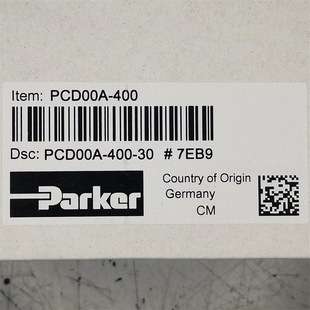 Item: PCD00A-400
Dsc: PCD00A-400-30 # 7EB9
Parker
Country of Origin
Germany
CM